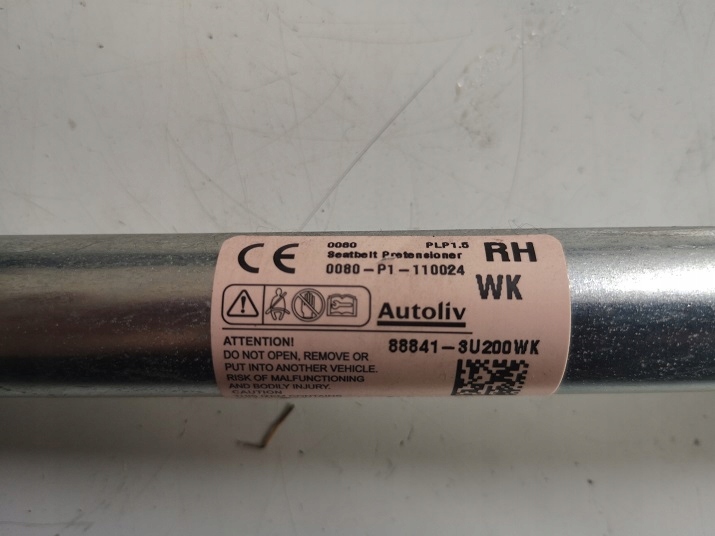 CE 0080 PLP1.5 RH
Seatbelt Pretensioner
0080-P1-110024
WK
Autoliv
88841-3U200WK
ATTENTION!
DO NOT OPEN, REMOVE OR
PUT INTO ANOTHER VEHICLE.
RISK OF MALFUNCTIONING
AND BODILY INJURY.
CAUTION